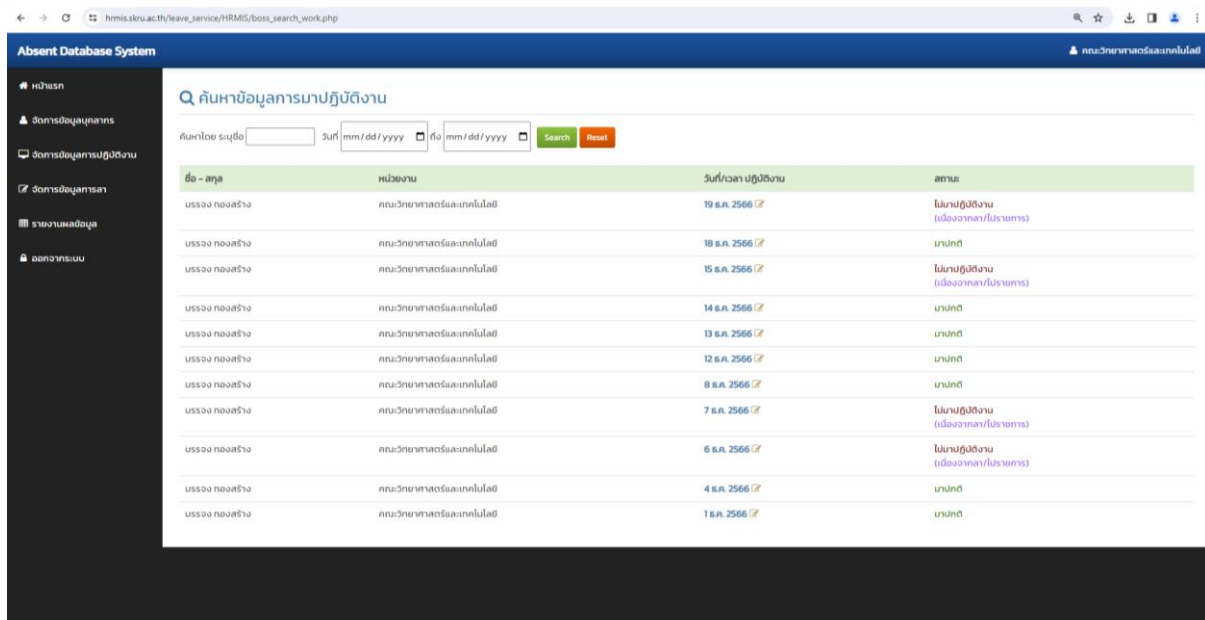 hrmis.skru.ac.th/leave_service/HRMIS/boss_search_work.php
Absent Database System
คณะวิทยาศาสตร์และเทคโนโลยี
หน้าแรก
จัดการข้อมูลบุคลากร
จัดการข้อมูลการปฏิบัติงาน
จัดการข้อมูลการลา
รายงานผลข้อมูล
ออกจากระบบ
ค้นหาข้อมูลการมาปฏิบัติงาน
ค้นหาโดย ระบุชื่อ วันที่ mm/dd/yyyy ถึง mm/dd/yyyy Search Reset
ชื่อ - สกุล หน่วยงาน วันที่/เวลา ปฏิบัติงาน สถานะ
บรรจง ทองสร้าง คณะวิทยาศาสตร์และเทคโนโลยี 19 ธ.ค. 2566 ไม่มาปฏิบัติงาน
(เนื่องจากลา/ไปราชการ)
บรรจง ทองสร้าง คณะวิทยาศาสตร์และเทคโนโลยี 18 ธ.ค. 2566 มาปกติ
บรรจง ทองสร้าง คณะวิทยาศาสตร์และเทคโนโลยี 15 ธ.ค. 2566 ไม่มาปฏิบัติงาน
(เนื่องจากลา/ไปราชการ)
บรรจง ทองสร้าง คณะวิทยาศาสตร์และเทคโนโลยี 14 ธ.ค. 2566 มาปกติ
บรรจง ทองสร้าง คณะวิทยาศาสตร์และเทคโนโลยี 13 ธ.ค. 2566 มาปกติ
บรรจง ทองสร้าง คณะวิทยาศาสตร์และเทคโนโลยี 12 ธ.ค. 2566 มาปกติ
บรรจง ทองสร้าง คณะวิทยาศาสตร์และเทคโนโลยี 8 ธ.ค. 2566 มาปกติ
บรรจง ทองสร้าง คณะวิทยาศาสตร์และเทคโนโลยี 7 ธ.ค. 2566 ไม่มาปฏิบัติงาน
(เนื่องจากลา/ไปราชการ)
บรรจง ทองสร้าง คณะวิทยาศาสตร์และเทคโนโลยี 6 ธ.ค. 2566 ไม่มาปฏิบัติงาน
(เนื่องจากลา/ไปราชการ)
บรรจง ทองสร้าง คณะวิทยาศาสตร์และเทคโนโลยี 4 ธ.ค. 2566 มาปกติ
บรรจง ทองสร้าง คณะวิทยาศาสตร์และเทคโนโลยี 1 ธ.ค. 2566 มาปกติ